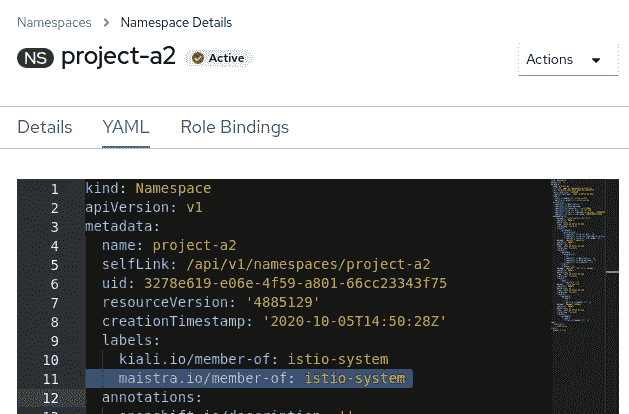 Namespaces > Namespace Details
NS project-a2 Active
Actions
Details YAML Role Bindings
1 kind: Namespace
2 apiVersion: v1
3 metadata:
4 name: project-a2
5 selfLink: /api/v1/namespaces/project-a2
6 uid: 3278e619-e06e-4f59-a801-66cc23343f75
7 resourceVersion: '4885129'
8 creationTimestamp: '2020-10-05T14:50:28Z'
9 labels:
10 kiali.io/member-of: istio-system
11 maistra.io/member-of: istio-system
12 annotations: